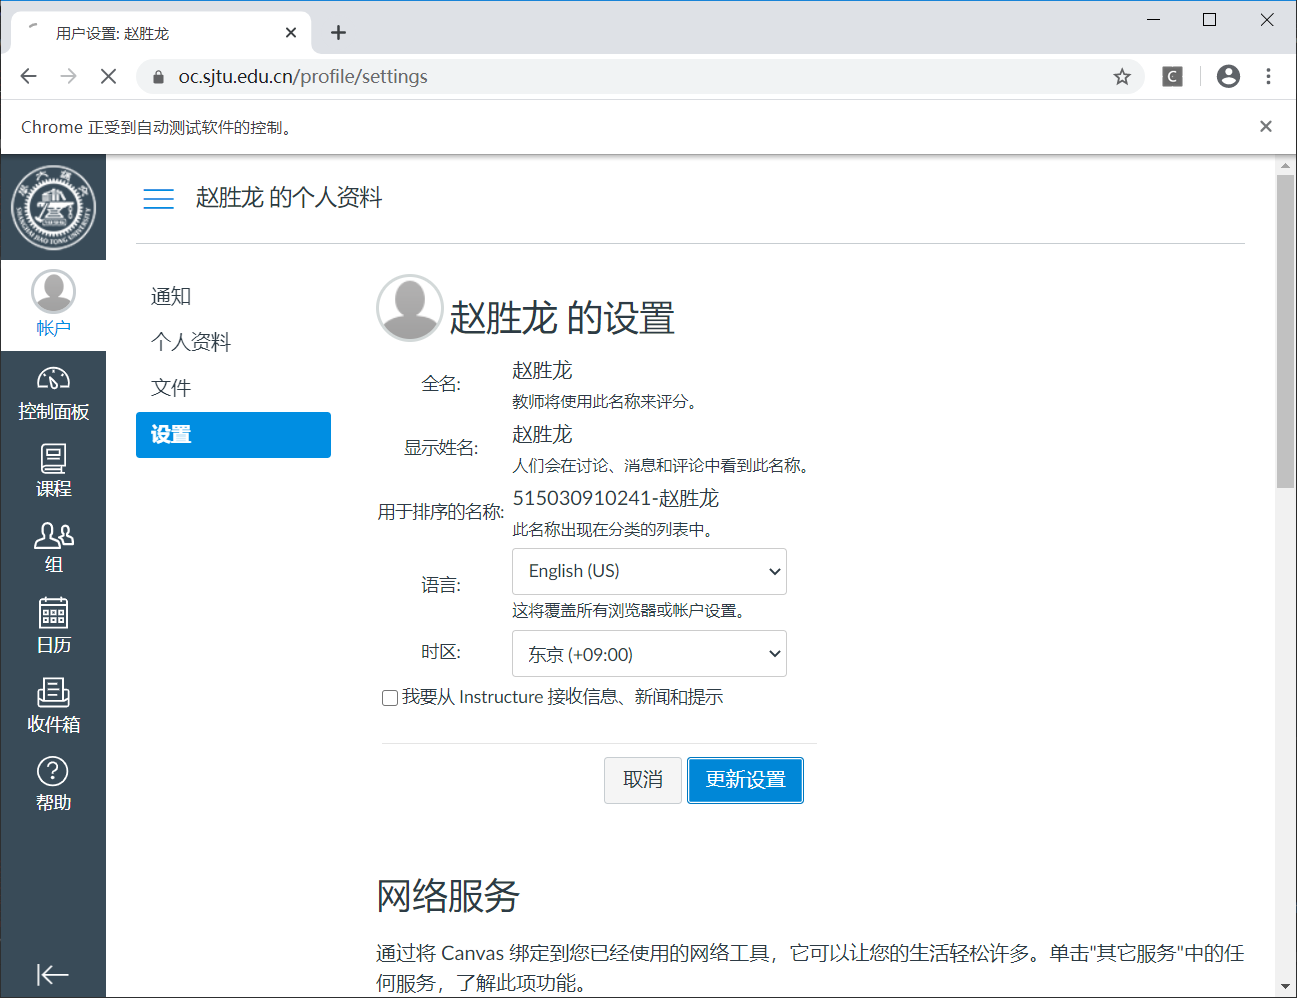 用户设置: 赵胜龙
oc.sjtu.edu.cn/profile/settings
C
Chrome 正受到自动测试软件的控制。
SHANGHAI JIAO TONG UNIVERSITY
赵胜龙 的个人资料
帐户
控制面板
课程
组
日历
收件箱
帮助
通知
个人资料
文件
设置
赵胜龙 的设置
全名:
赵胜龙
教师将使用此名称来评分。
显示姓名:
赵胜龙
人们会在讨论、消息和评论中看到此名称。
用于排序的名称:
515030910241-赵胜龙
此名称出现在分类的列表中。
语言:
English (US)
这将覆盖所有浏览器或帐户设置。
时区:
东京 (+09:00)
我要从 Instructure 接收信息、新闻和提示
取消
更新设置
网络服务
通过将 Canvas 绑定到您已经使用的网络工具，它可以让您的生活轻松许多。单击"其它服务"中的任
何服务，了解此项功能。